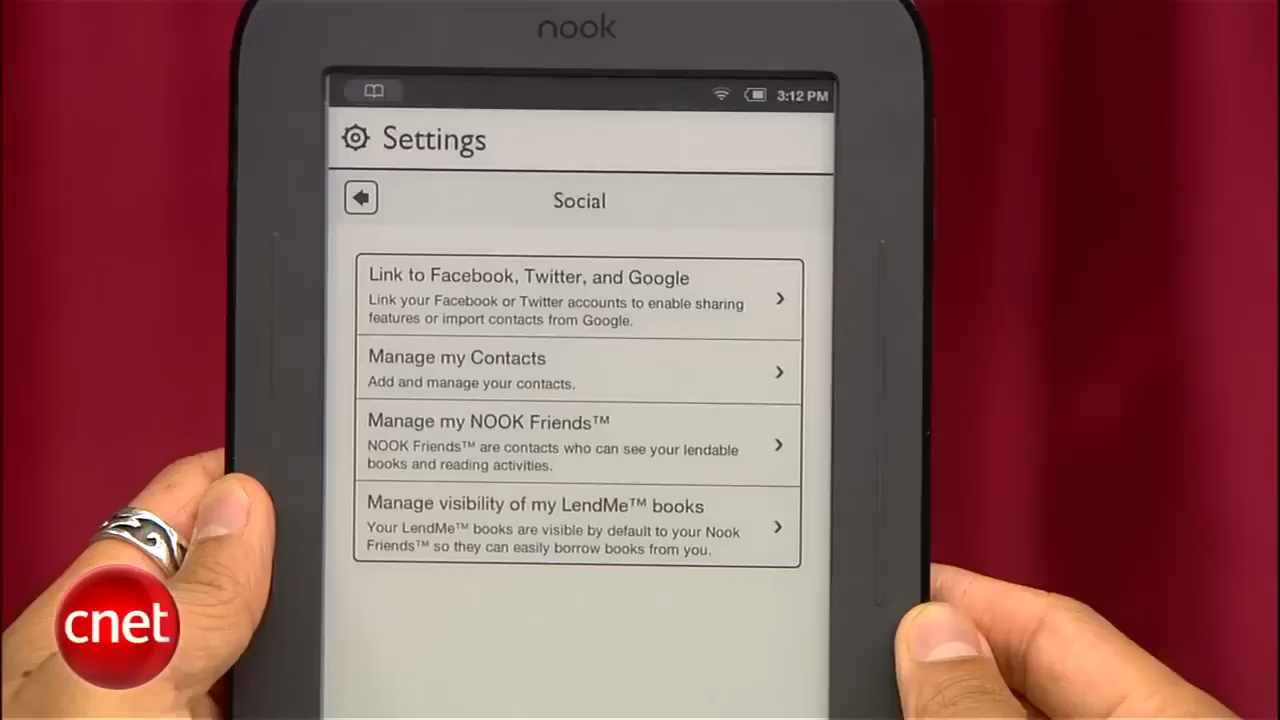 nook
3:12 PM
Settings
Social
Link to Facebook, Twitter, and Google
Link your Facebook or Twitter accounts to enable sharing
features or import contacts from Google.
Manage my Contacts
Add and manage your contacts.
Manage my NOOK Friends™
NOOK Friends™ are contacts who can see your lendable
books and reading activities.
Manage visibility of my LendMe™ books
Your LendMe™ books are visible by default to your Nook
Friends™ so they can easily borrow books from you.
cnet